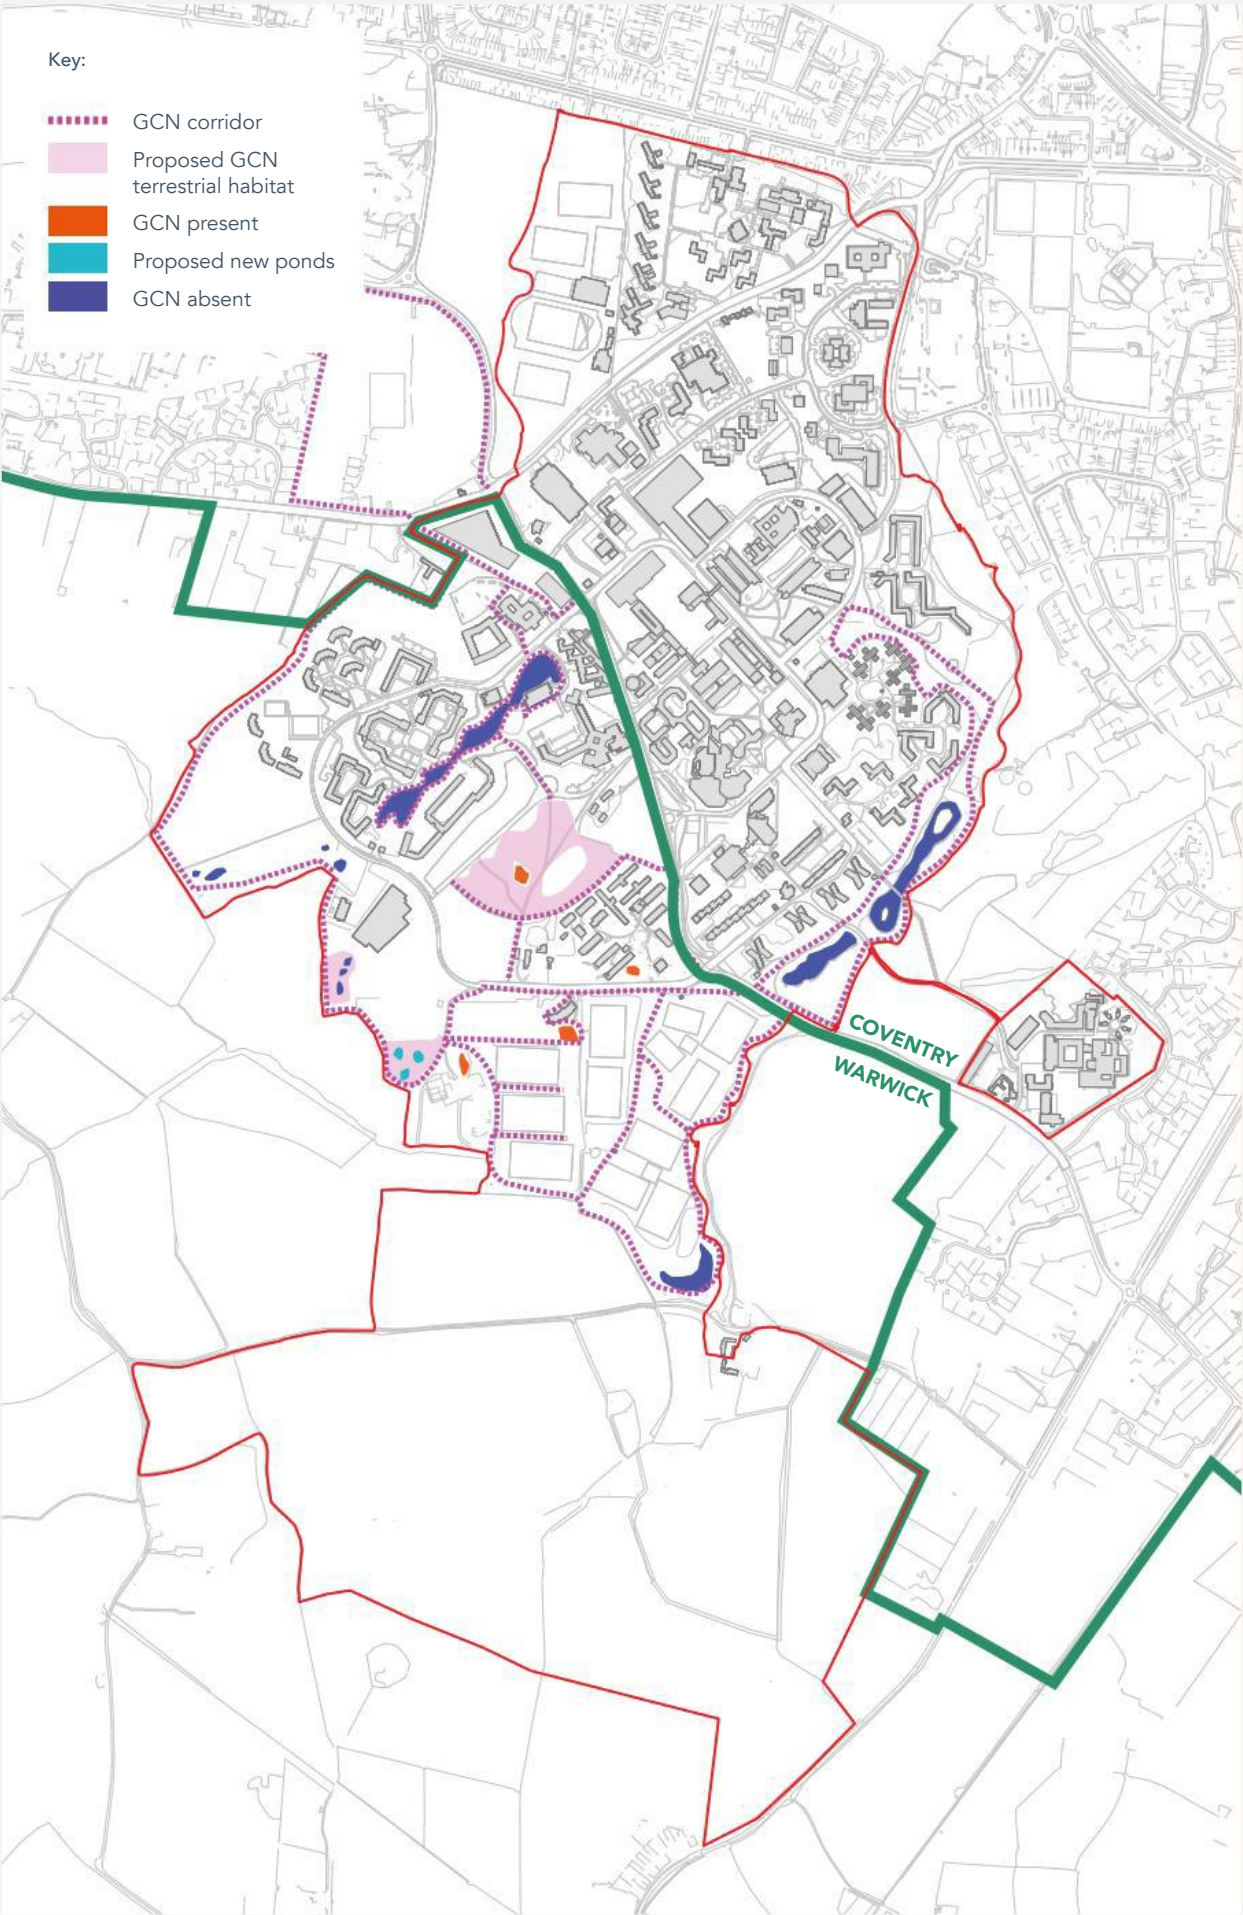 Key:
GCN corridor
Proposed GCN
terrestrial habitat
GCN present
Proposed new ponds
GCN absent
COVENTRY
WARWICK